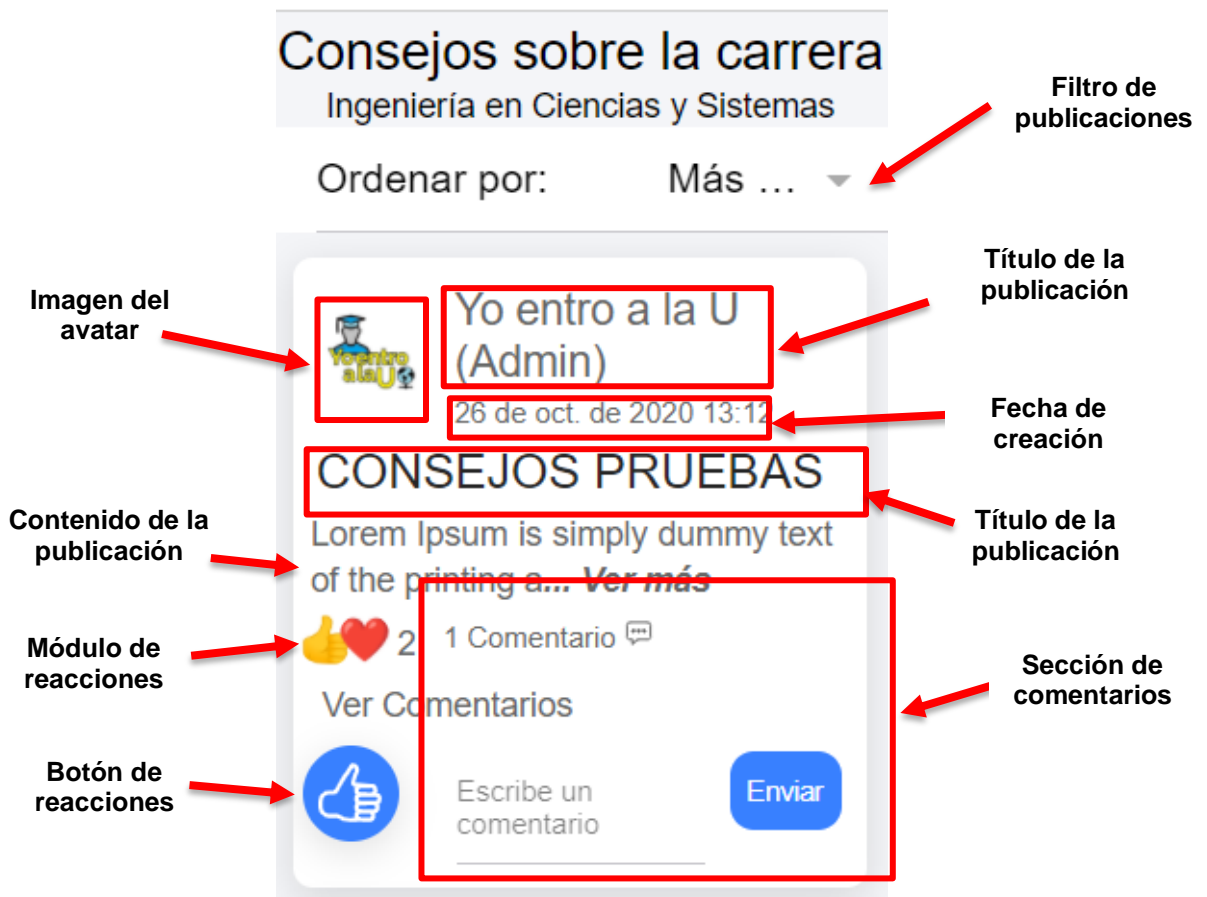 Consejos sobre la carrera
Ingeniería en Ciencias y Sistemas
Filtro de
publicaciones
Ordenar por: Más ...
Título de la
publicación
Imagen del
avatar
Yo entro
a la U
Yo entro a la U
(Admin)
26 de oct. de 2020 13:12
Fecha de
creación
CONSEJOS PRUEBAS
Título de la
publicación
Contenido de la
publicación
Lorem Ipsum is simply dummy text
of the printing a... Ver más
Módulo de
reacciones
2
1 Comentario
Sección de
comentarios
Ver Comentarios
Botón de
reacciones
Escribe un
comentario
Enviar